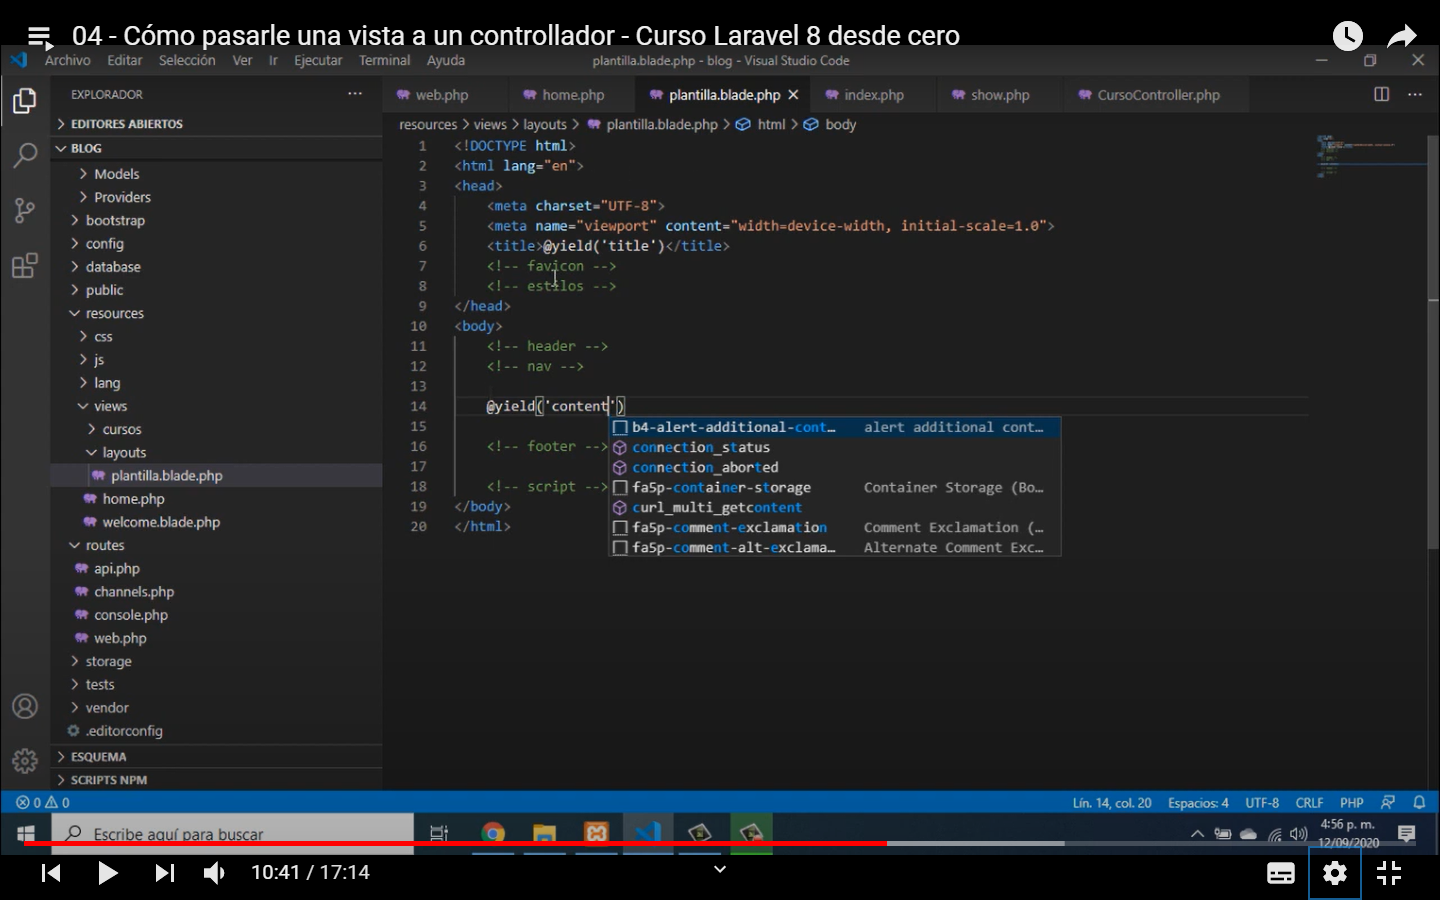 04 - Cómo pasarle una vista a un controllador - Curso Laravel 8 desde cero
Archivo Editar Selección Ver Ir Ejecutar Terminal Ayuda plantilla.blade.php - blog - Visual Studio Code
EXPLORADOR
EDITORES ABIERTOS
BLOG
Models
Providers
bootstrap
config
database
public
resources
css
js
lang
views
cursos
layouts
plantilla.blade.php
home.php
welcome.blade.php
routes
api.php
channels.php
console.php
web.php
storage
tests
vendor
.editorconfig
ESQUEMA
SCRIPTS NPM
web.php home.php plantilla.blade.php index.php show.php CursoController.php
resources > views > layouts > plantilla.blade.php > html > body
1 <!DOCTYPE html>
2 <html lang="en">
3 <head>
4 <meta charset="UTF-8">
5 <meta name="viewport" content="width=device-width, initial-scale=1.0">
6 <title>@yield('title')</title>
7 <!-- favicon -->
8 <!-- estilos -->
9 </head>
10 <body>
11 <!-- header -->
12 <!-- nav -->
13
14 @yield('content')
15
16 <!-- footer -->
17
18 <!-- script -->
19 </body>
20 </html>
b4-alert-additional-cont… alert additional cont…
connection_status
connection_aborted
fa5p-container-storage Container Storage (Bo…
curl_multi_getcontent
fa5p-comment-exclamation Comment Exclamation (…
fa5p-comment-alt-exclama… Alternate Comment Exc…
0 0 Lín. 14, col. 20 Espacios: 4 UTF-8 CRLF PHP
Escribe aquí para buscar
4:56 p. m.
12/09/2020
10:41 / 17:14